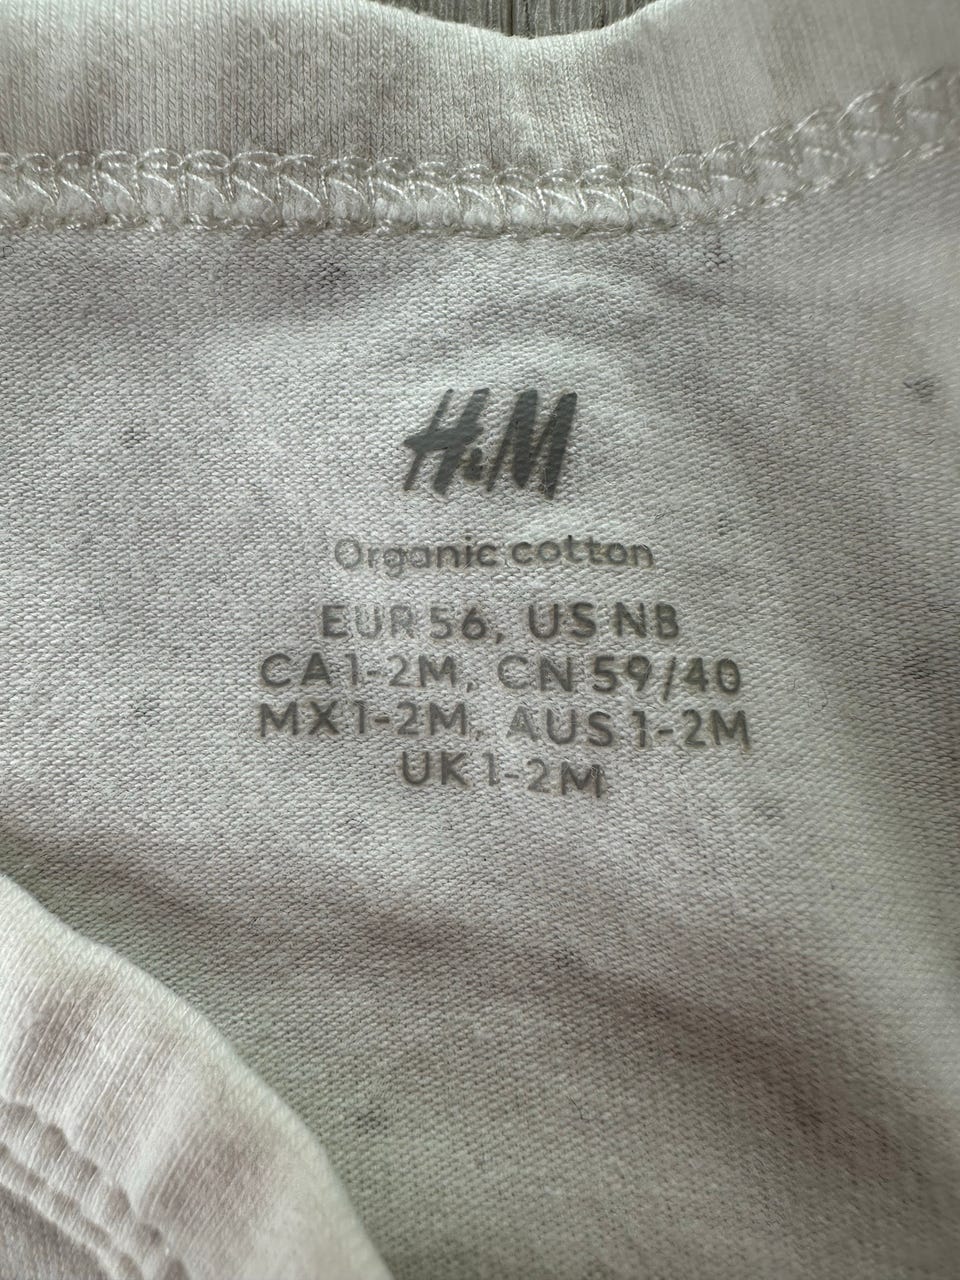 H&M
Organic cotton
EUR 56, US NB
CA 1-2M, CN 59/40
MX 1-2M, AUS 1-2M
UK 1-2M